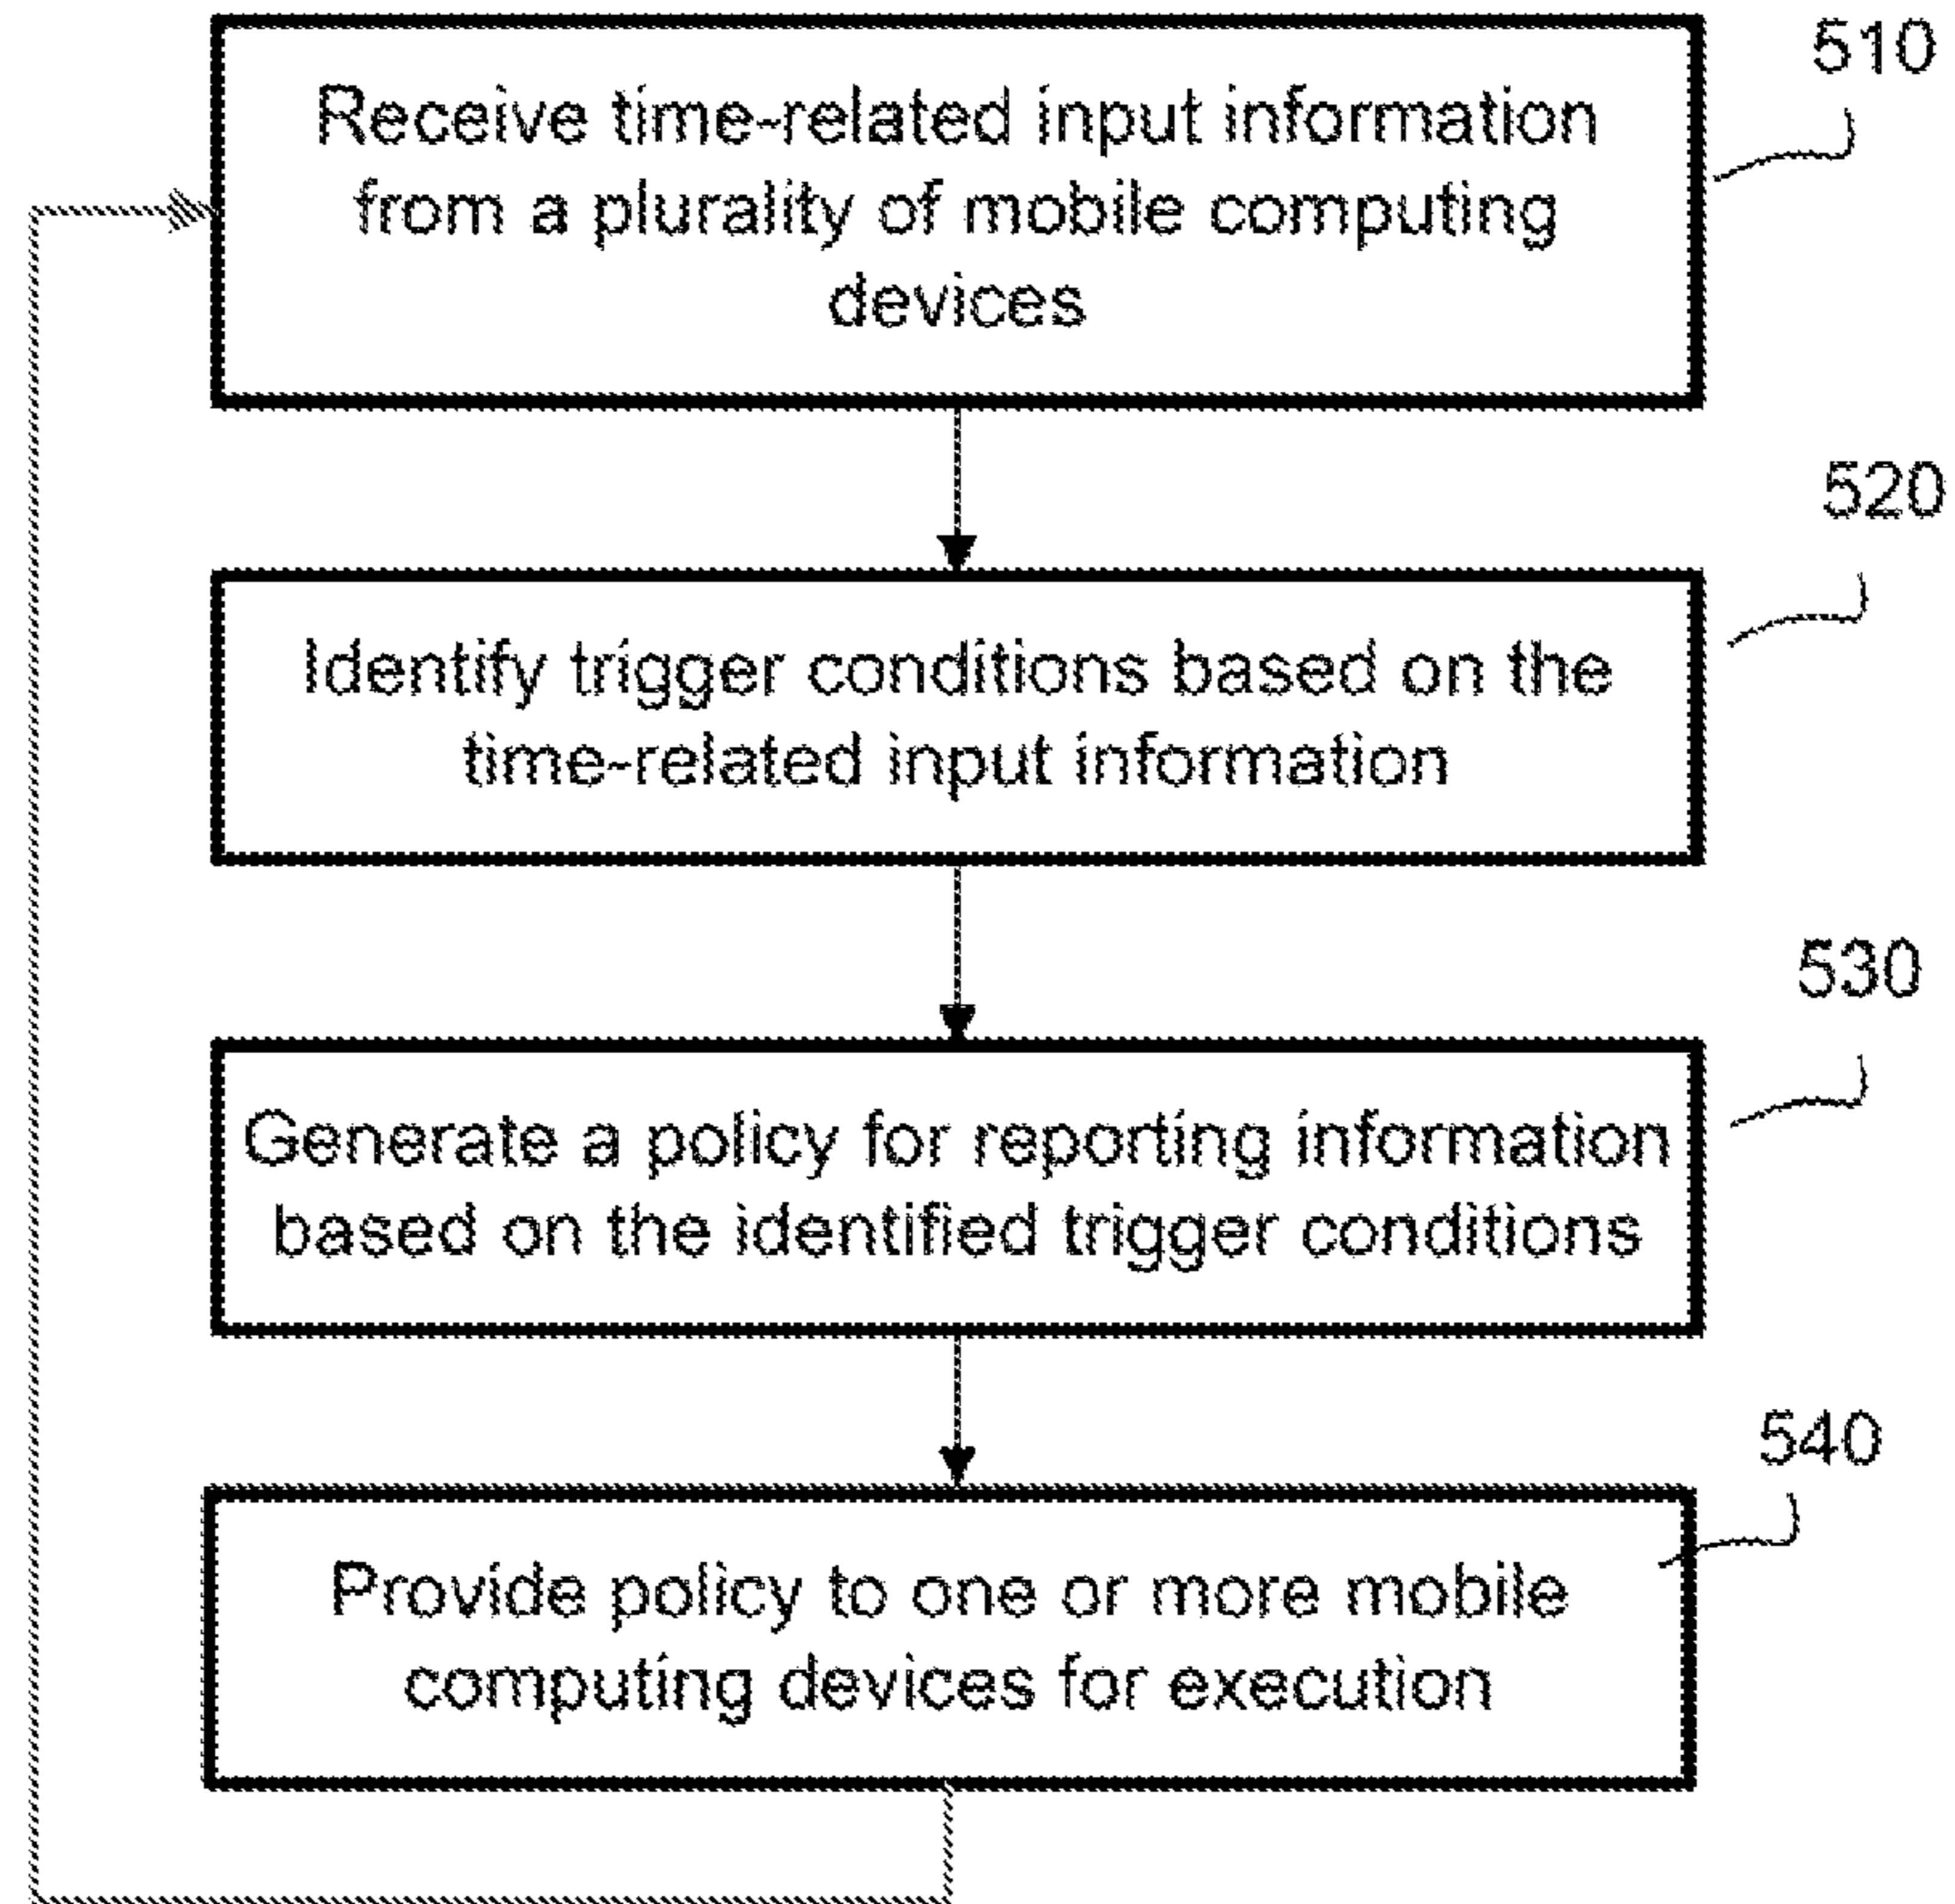 510
Receive time-related input information
from a plurality of mobile computing
devices
520
Identify trigger conditions based on the
time-related input information
530
Generate a policy for reporting information
based on the identified trigger conditions
540
Provide policy to one or more mobile
computing devices for execution